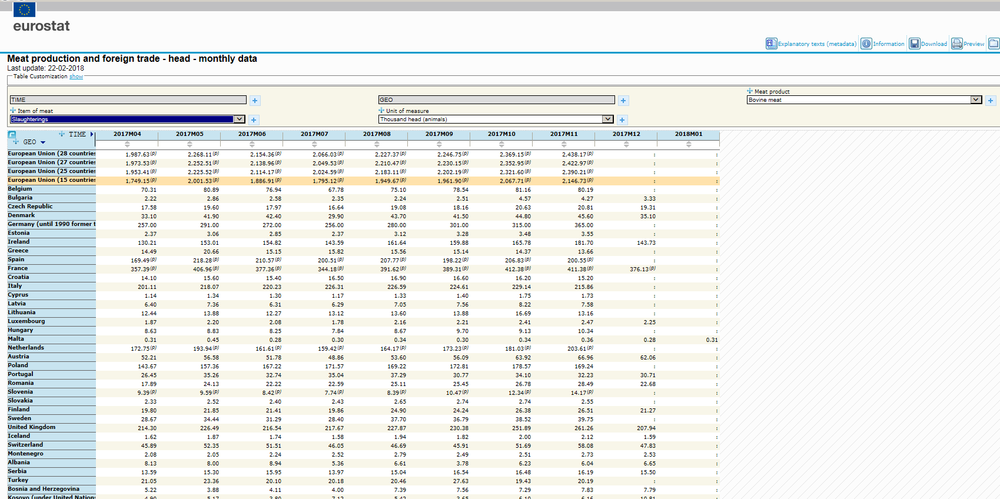 eurostat
Explanatory texts (metadata) Information Download Preview
Meat production and foreign trade - head - monthly data
Last update: 22-02-2018
Table Customization show
Meat product
TIME GEO Bovine meat
Item of meat Unit of measure
Slaughterings Thousand head (animals)
TIME 2017M04 2017M05 2017M06 2017M07 2017M08 2017M09 2017M10 2017M11 2017M12 2018M01
GEO
European Union (28 countries 1,987.63(p) 2,268.11(p) 2,154.36(p) 2,066.03(p) 2,227.37(p) 2,246.75(p) 2,369.15(p) 2,438.17(p) : :
European Union (27 countries 1,973.53(p) 2,252.51(p) 2,138.96(p) 2,049.53(p) 2,210.47(p) 2,230.15(p) 2,352.95(p) 2,422.97(p) : :
European Union (25 countries 1,953.41(p) 2,225.52(p) 2,114.17(p) 2,024.59(p) 2,183.11(p) 2,202.19(p) 2,321.60(p) 2,390.21(p) : :
European Union (15 countries 1,749.15(p) 2,001.53(p) 1,886.91(p) 1,795.12(p) 1,949.67(p) 1,961.90(p) 2,067.71(p) 2,146.73(p) : :
Belgium 70.31 80.89 76.94 67.78 75.10 78.54 81.16 80.19 : :
Bulgaria 2.22 2.86 2.58 2.35 2.24 2.51 4.57 4.27 3.33 :
Czech Republic 17.58 19.60 17.97 16.64 19.08 18.16 20.63 20.81 19.31 :
Denmark 33.10 41.90 42.40 29.90 43.70 41.50 44.80 45.60 35.10 :
Germany (until 1990 former t 257.00 291.00 272.00 256.00 280.00 301.00 315.00 365.00 : :
Estonia 2.37 3.06 2.85 2.37 3.12 3.28 3.48 3.55 : :
Ireland 130.21 153.01 154.82 143.59 161.64 159.88 165.78 181.70 143.73 :
Greece 14.49 20.66 15.15 15.82 15.56 15.14 14.37 13.66 : :
Spain 169.49(p) 218.28(p) 210.57(p) 200.51(p) 207.77(p) 198.22(p) 206.83(p) 200.55(p) : :
France 357.39(p) 406.96(p) 377.36(p) 344.18(p) 391.62(p) 389.31(p) 412.38(p) 411.38(p) 376.13(p) :
Croatia 14.10 15.60 15.40 16.50 16.90 16.60 16.20 15.20 : :
Italy 201.11 218.07 220.23 226.31 226.59 224.61 229.14 215.86 : :
Cyprus 1.14 1.34 1.30 1.17 1.33 1.40 1.75 1.73 : :
Latvia 6.40 7.36 6.31 6.29 7.05 7.56 8.22 7.58 : :
Lithuania 12.44 13.88 12.27 13.12 13.60 13.88 16.69 13.16 : :
Luxembourg 1.87 2.20 2.08 1.78 2.16 2.21 2.41 2.47 2.25 :
Hungary 8.63 8.83 8.25 7.84 8.67 9.70 9.13 10.34 : :
Malta 0.31 0.45 0.28 0.30 0.34 0.30 0.34 0.36 0.28 0.31
Netherlands 172.75(p) 193.94(p) 161.61(p) 159.42(p) 164.17(p) 173.23(p) 181.03(p) 203.61(p) : :
Austria 52.21 56.58 51.78 48.86 53.60 56.09 63.92 66.96 62.06 :
Poland 143.67 157.36 167.22 171.57 169.22 172.81 178.57 169.24 : :
Portugal 26.45 35.26 32.74 35.04 37.29 30.77 34.10 32.23 30.71 :
Romania 17.89 24.13 22.22 22.59 25.11 25.45 26.78 28.49 22.68 :
Slovenia 9.39(p) 9.59(p) 8.42(p) 7.74(p) 8.39(p) 10.47(p) 12.34(p) 14.17(p) : :
Slovakia 2.33 2.52 2.40 2.43 2.65 2.74 2.74 2.55 : :
Finland 19.80 21.85 21.41 19.86 24.90 24.24 26.38 26.51 21.27 :
Sweden 28.67 34.44 31.29 28.40 37.70 36.79 38.52 39.75 : :
United Kingdom 214.30 226.49 216.54 217.67 227.87 230.38 251.89 261.26 207.94 :
Iceland 1.62 1.87 1.74 1.58 1.94 1.82 2.00 2.12 1.59 :
Switzerland 45.89 52.35 51.51 46.05 46.69 45.91 51.69 58.08 47.83 :
Montenegro 2.08 2.05 2.24 2.52 2.79 2.49 2.51 2.73 2.53 :
Albania 8.13 8.00 8.94 5.36 6.61 3.78 6.23 6.04 6.65 :
Serbia 13.59 15.30 15.95 13.97 15.04 16.54 16.48 16.19 15.50 :
Turkey 21.05 23.36 20.10 20.18 20.46 27.63 19.43 20.19 : :
Bosnia and Herzegovina 5.22 3.88 4.11 4.00 7.39 7.56 7.29 7.83 7.79 :
Kosovo (under United Nation